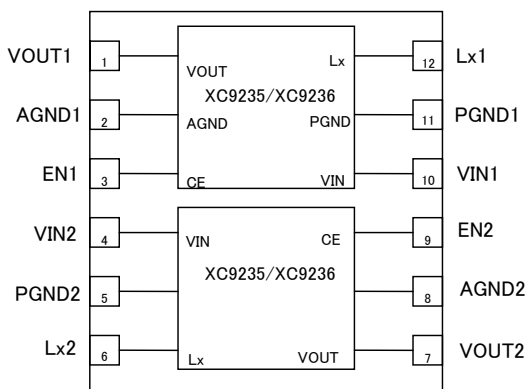 VOUT1 1 VOUT Lx 12 Lx1
XC9235/XC9236
AGND1 2 AGND PGND 11 PGND1
EN1 3 CE VIN 10 VIN1
VIN2 4 VIN CE 9 EN2
XC9235/XC9236
PGND2 5 8 AGND2
Lx2 6 Lx VOUT 7 VOUT2